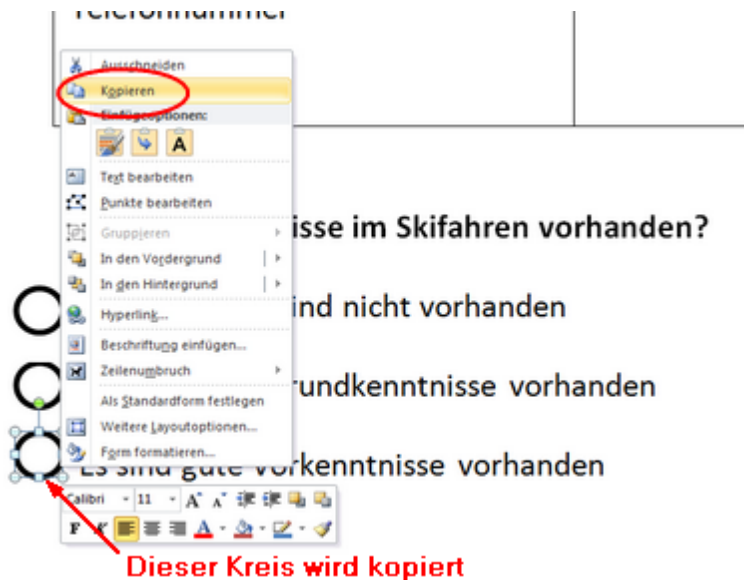 Telefonnummer
Ausschneiden
Kopieren
Einfügeoptionen:
A
Text bearbeiten
Punkte bearbeiten
Gruppieren
In den Vordergrund
In den Hintergrund
Hyperlink...
Beschriftung einfügen...
Zeilenumbruch
Als Standardform festlegen
Weitere Layoutoptionen...
Form formatieren...
isse im Skifahren vorhanden?
ind nicht vorhanden
rundkenntnisse vorhanden
Es sind gute Vorkenntnisse vorhanden
Calibri 11 A A
F K A
Dieser Kreis wird kopiert